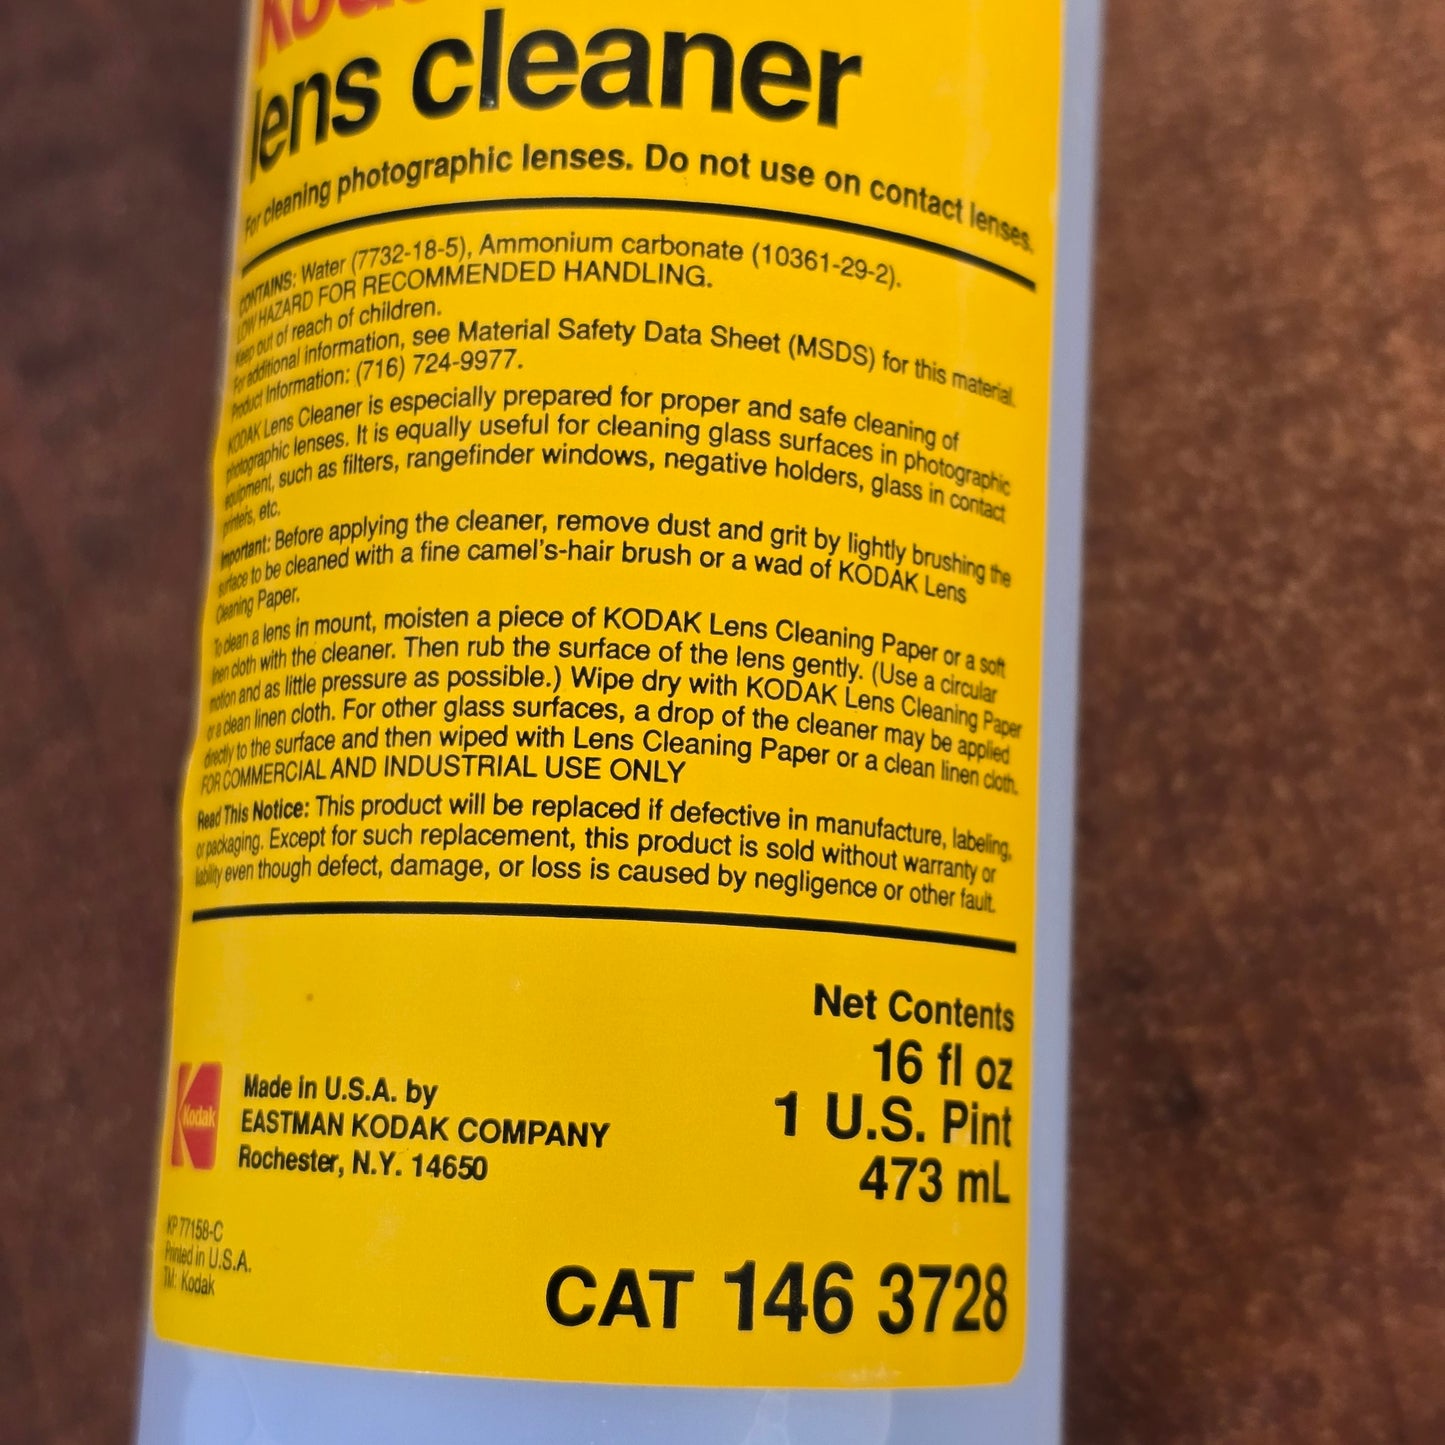 Kodak
lens cleaner
For cleaning photographic lenses. Do not use on contact lenses.
CONTAINS: Water (7732-18-5), Ammonium carbonate (10361-29-2).
LOW HAZARD FOR RECOMMENDED HANDLING.
Keep out of reach of children.
For additional information, see Material Safety Data Sheet (MSDS) for this material.
Product Information: (716) 724-9977.
KODAK Lens Cleaner is especially prepared for proper and safe cleaning of
photographic lenses. It is equally useful for cleaning glass surfaces in photographic
equipment, such as filters, rangefinder windows, negative holders, glass in contact
printers, etc.
Important: Before applying the cleaner, remove dust and grit by lightly brushing the
surface to be cleaned with a fine camel's-hair brush or a wad of KODAK Lens
Cleaning Paper.
To clean a lens in mount, moisten a piece of KODAK Lens Cleaning Paper or a soft
linen cloth with the cleaner. Then rub the surface of the lens gently. (Use a circular
motion and as little pressure as possible.) Wipe dry with KODAK Lens Cleaning Paper
or a clean linen cloth. For other glass surfaces, a drop of the cleaner may be applied
directly to the surface and then wiped with Lens Cleaning Paper or a clean linen cloth.
FOR COMMERCIAL AND INDUSTRIAL USE ONLY
Read This Notice: This product will be replaced if defective in manufacture, labeling,
or packaging. Except for such replacement, this product is sold without warranty or
liability even though defect, damage, or loss is caused by negligence or other fault.
Net Contents
16 fl oz
1 U.S. Pint
473 mL
Kodak
Made in U.S.A. by
EASTMAN KODAK COMPANY
Rochester, N.Y. 14650
KP 77158-C
Printed in U.S.A.
TM: Kodak
CAT 146 3728